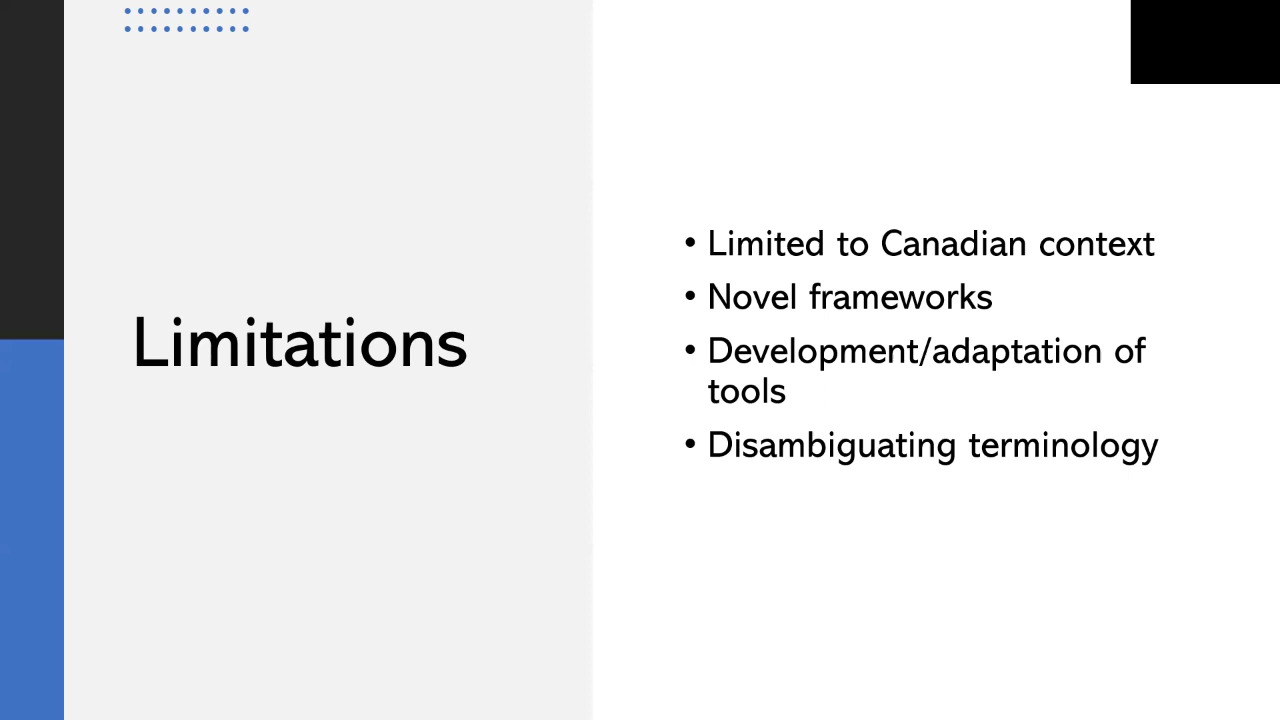 Limitations
• Limited to Canadian context
• Novel frameworks
• Development/adaptation of
tools
• Disambiguating terminology